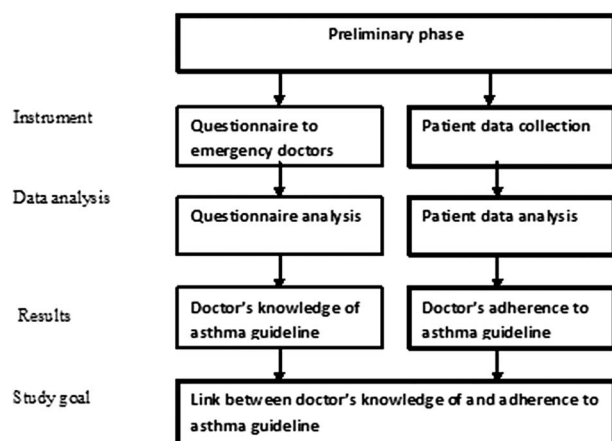 Preliminary phase
Instrument
Questionnaire to
emergency doctors
Patient data collection
Data analysis
Questionnaire analysis
Patient data analysis
Results
Doctor's knowledge of
asthma guideline
Doctor's adherence to
asthma guideline
Study goal
Link between doctor's knowledge of and adherence to
asthma guideline